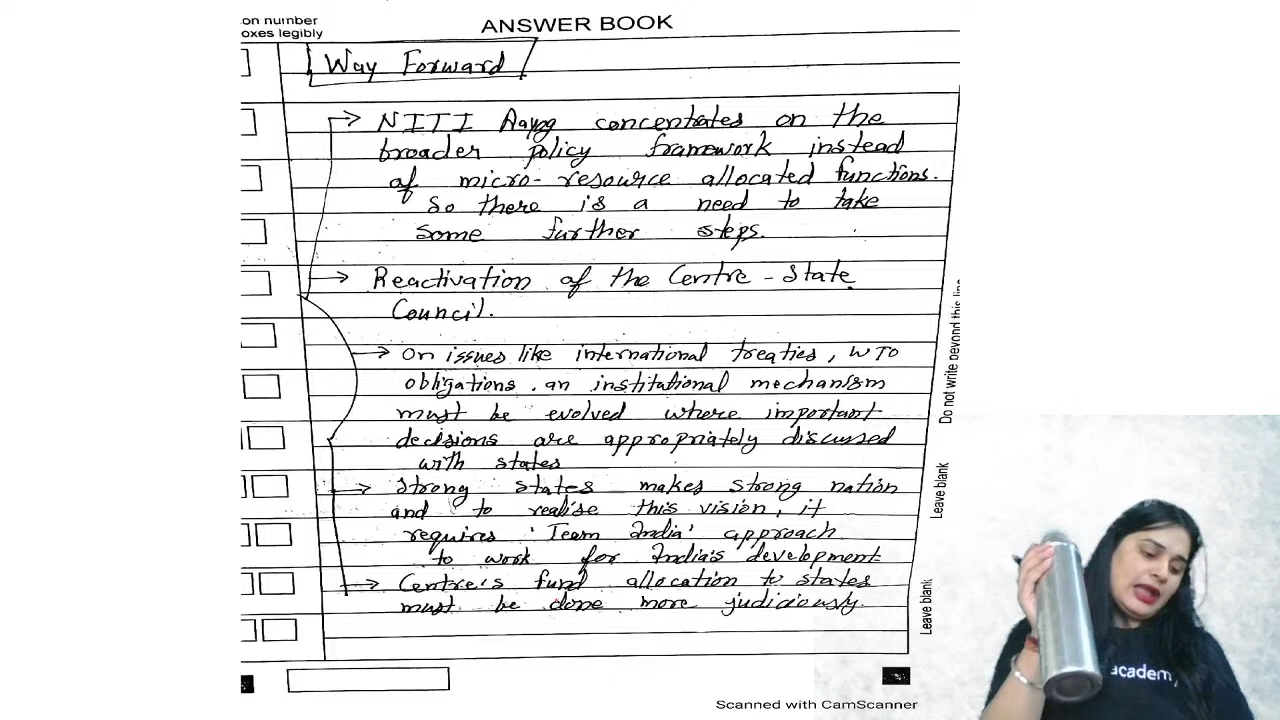 on number
oxes legibly
ANSWER BOOK
Way Forward
→ NITI Aayog concentrates on the
broader policy framework instead
of micro-resource allocated functions.
So there is a need to take
some further steps.
→ Reactivation of the Centre-State
Council.
→ On issues like international treaties, WTO
obligations. an institutional mechanism
must be evolved where important
decisions are appropriately discussed
with states
→ Strong states makes strong nation
and to realise this vision, it
requires 'Team India' approach
to work for India's development.
→ Centre's fund allocation to states
must be done more judiciously.
Do not write beyond this line
Leave blank
Leave blank
academy
Scanned with CamScanner